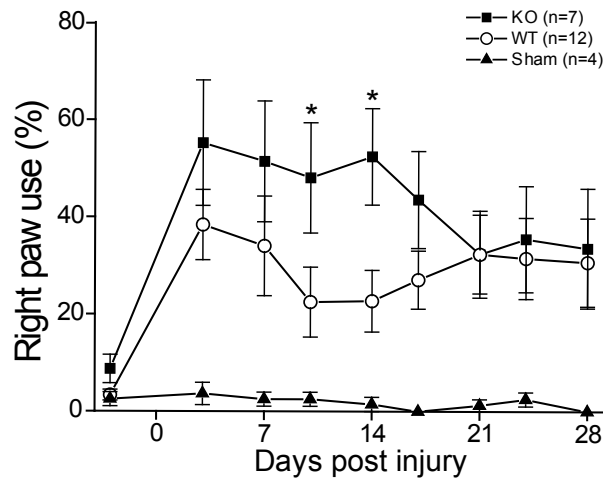 KO (n=7)
WT (n=12)
Sham (n=4)
80
60
40
20
0
Right paw use (%)
* *
0 7 14 21 28
Days post injury